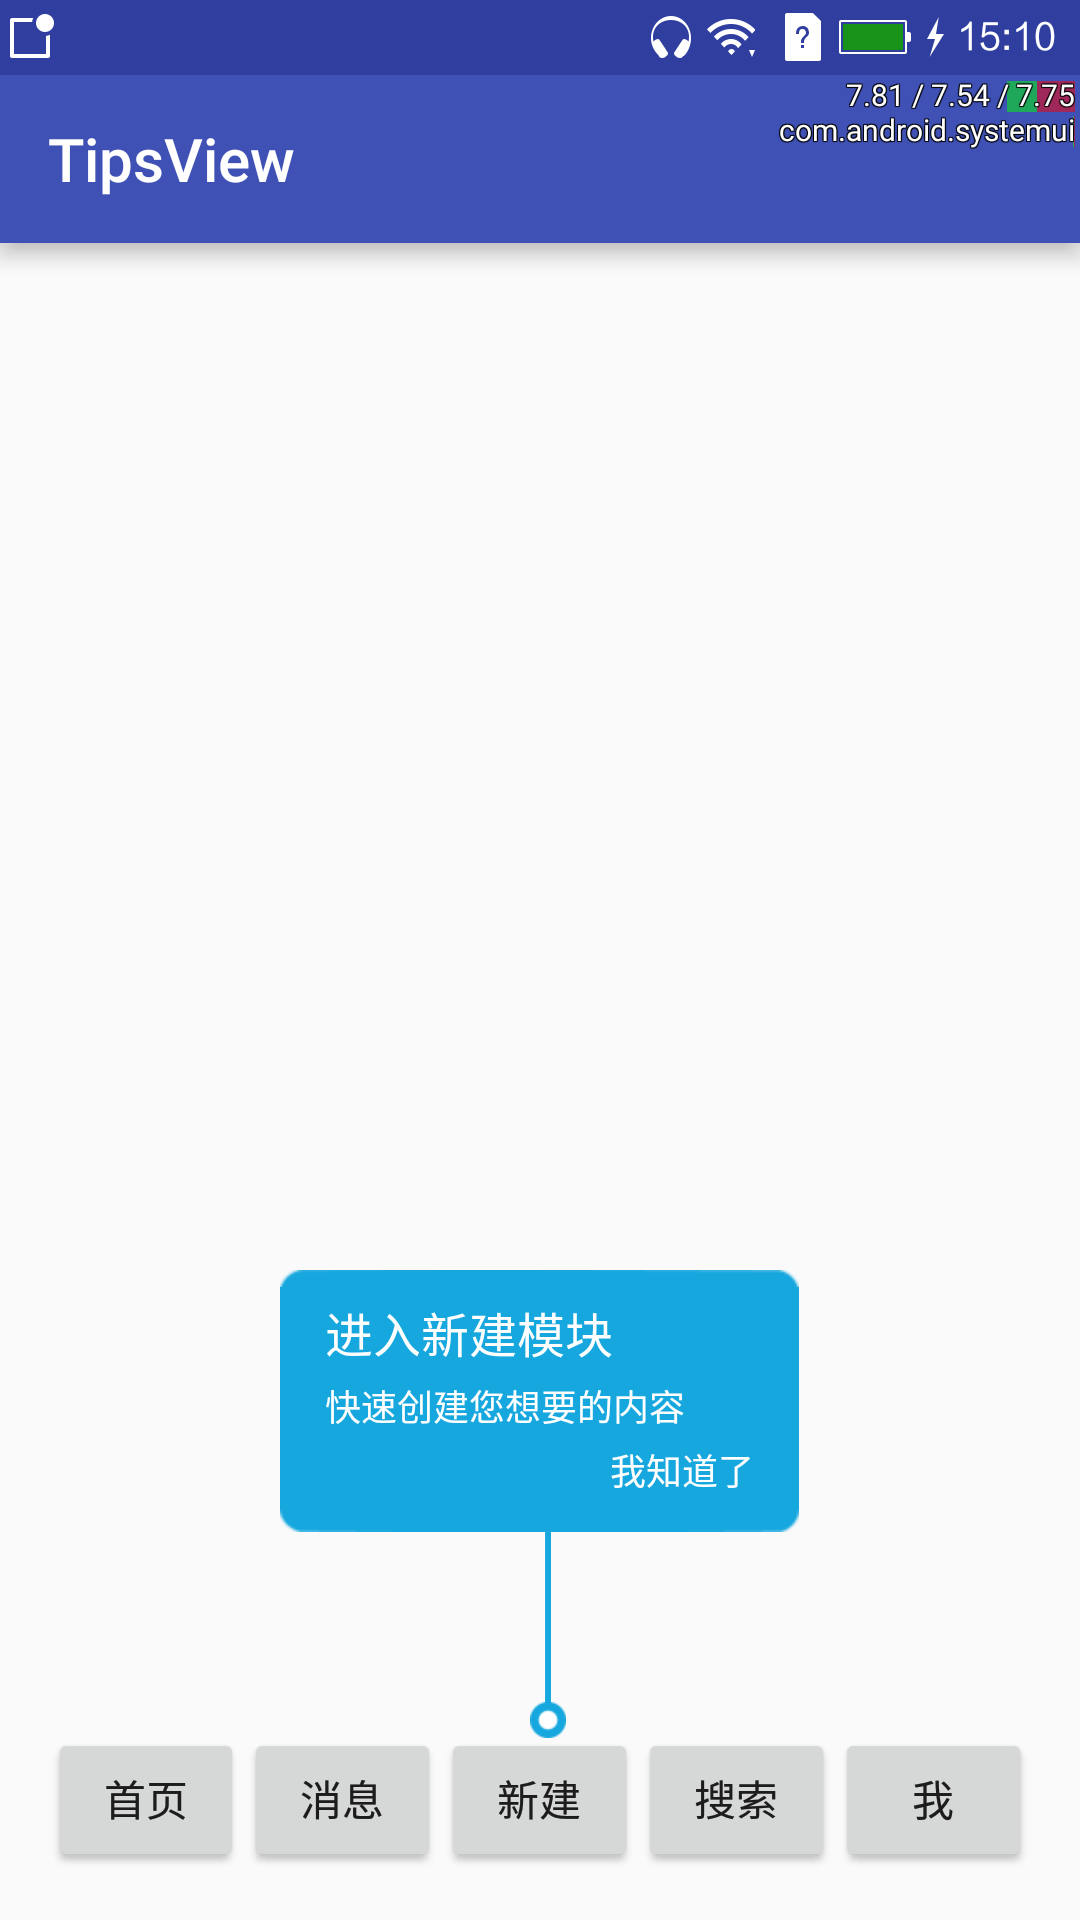 15:10
7.81 / 7.54 / 7.75
com.android.systemui
TipsView
进入新建模块
快速创建您想要的内容
我知道了
首页 消息 新建 搜索 我